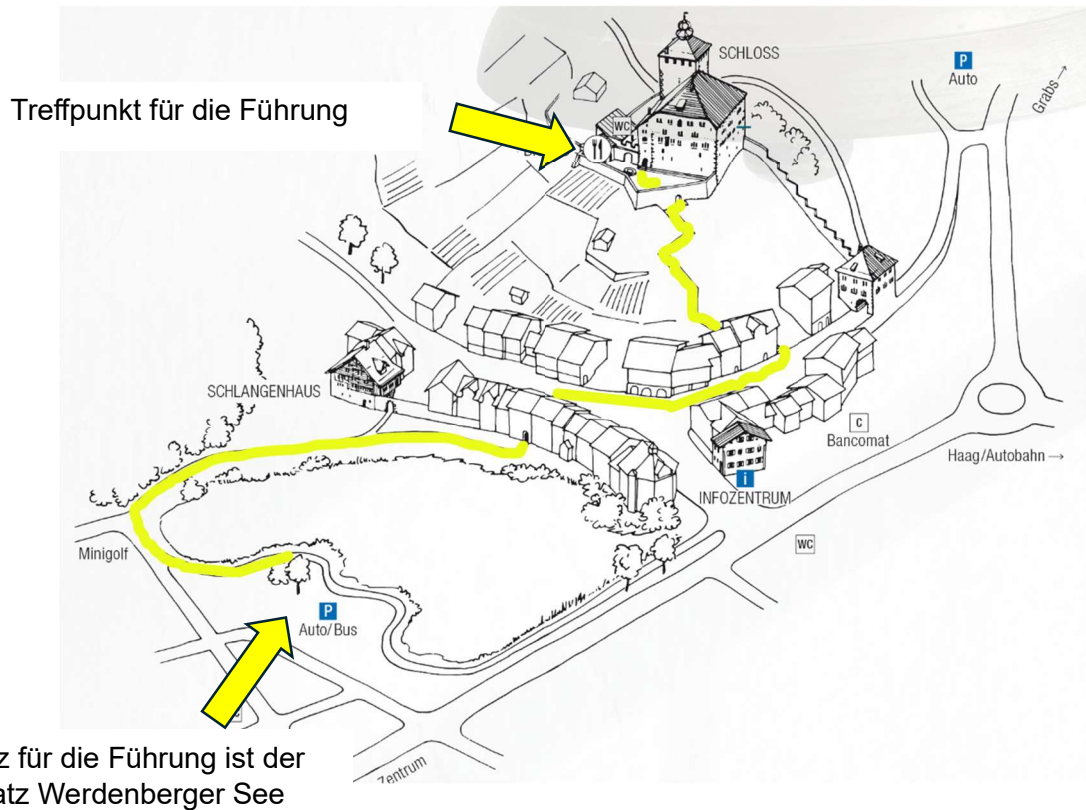 SCHLOSS
P
Auto
Grabs →
Treffpunkt für die Führung
WC
SCHLANGENHAUS
C
Bancomat
Haag/Autobahn →
i
INFOZENTRUM
WC
Minigolf
P
Auto/Bus
z für die Führung ist der
atz Werdenberger See
Zentrum